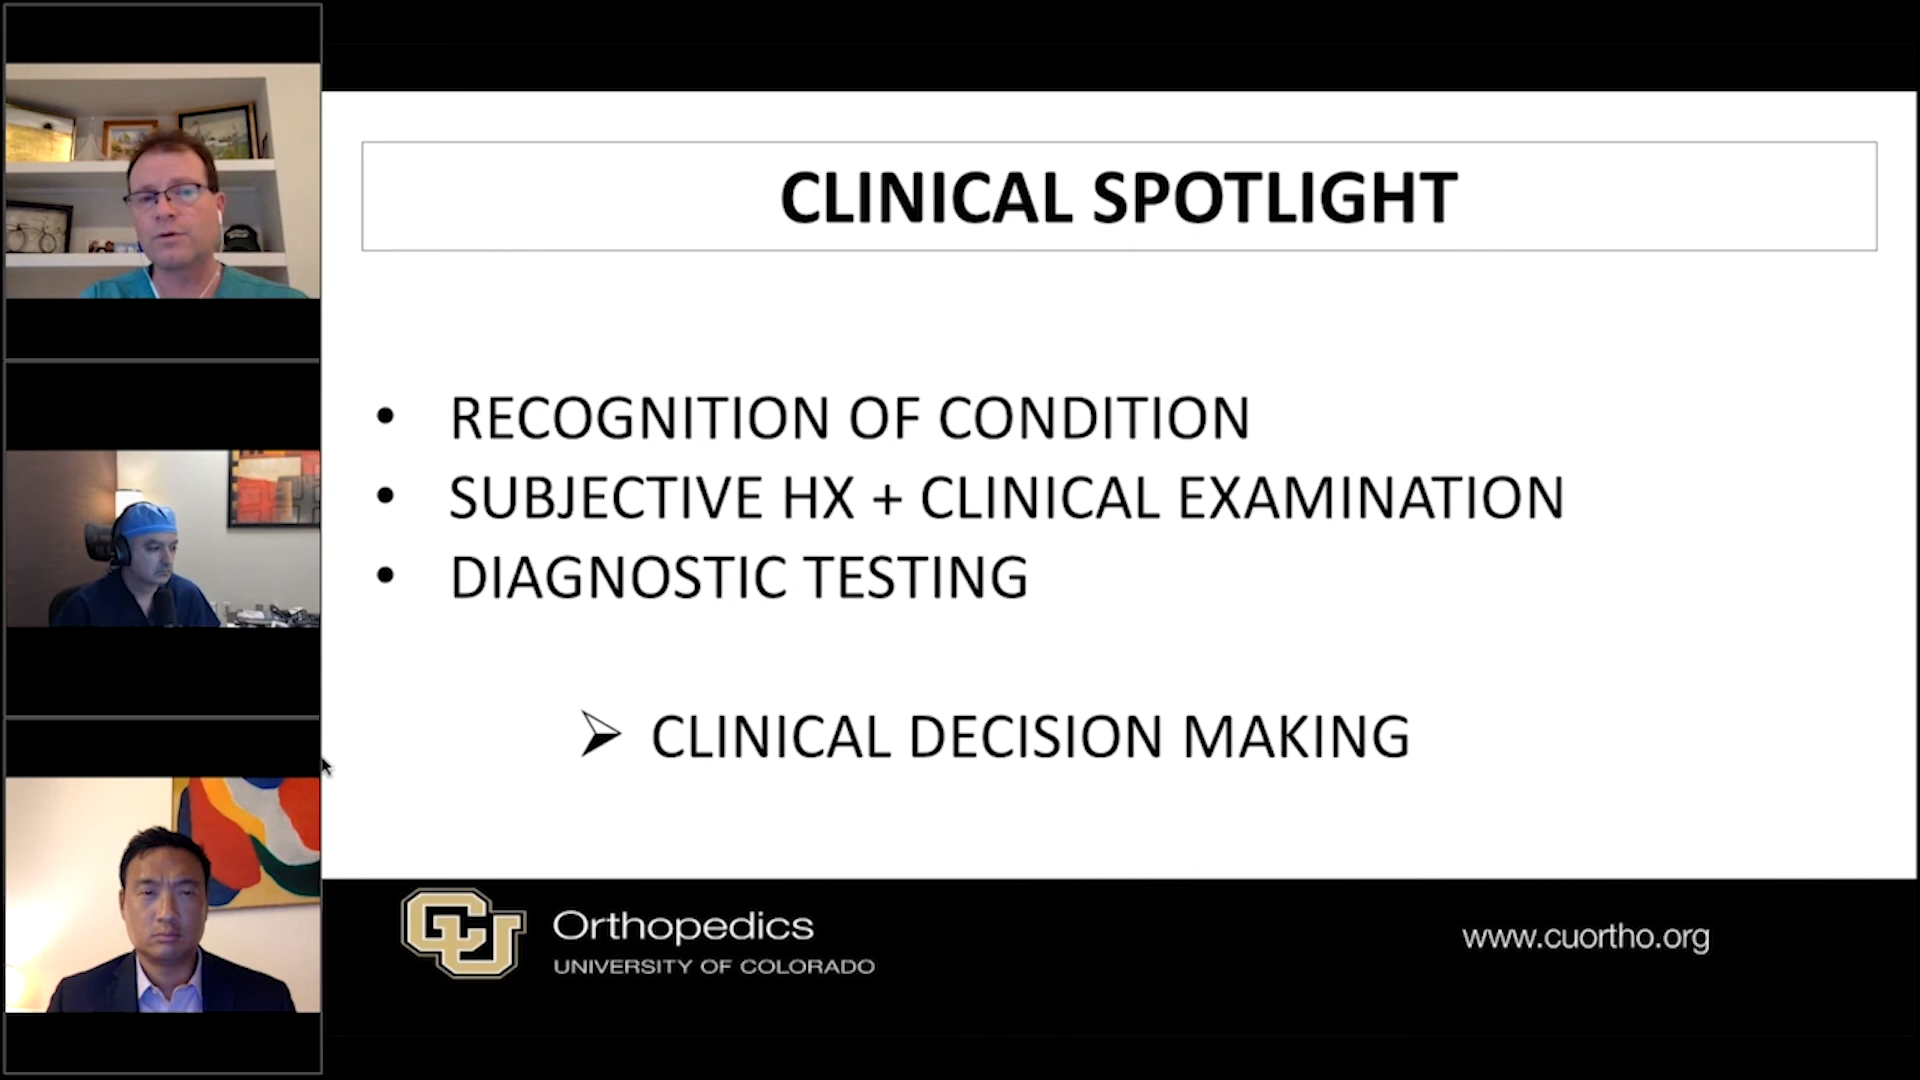 CLINICAL SPOTLIGHT
• RECOGNITION OF CONDITION
• SUBJECTIVE HX + CLINICAL EXAMINATION
• DIAGNOSTIC TESTING
➢ CLINICAL DECISION MAKING
CU
Orthopedics
UNIVERSITY OF COLORADO
www.cuortho.org